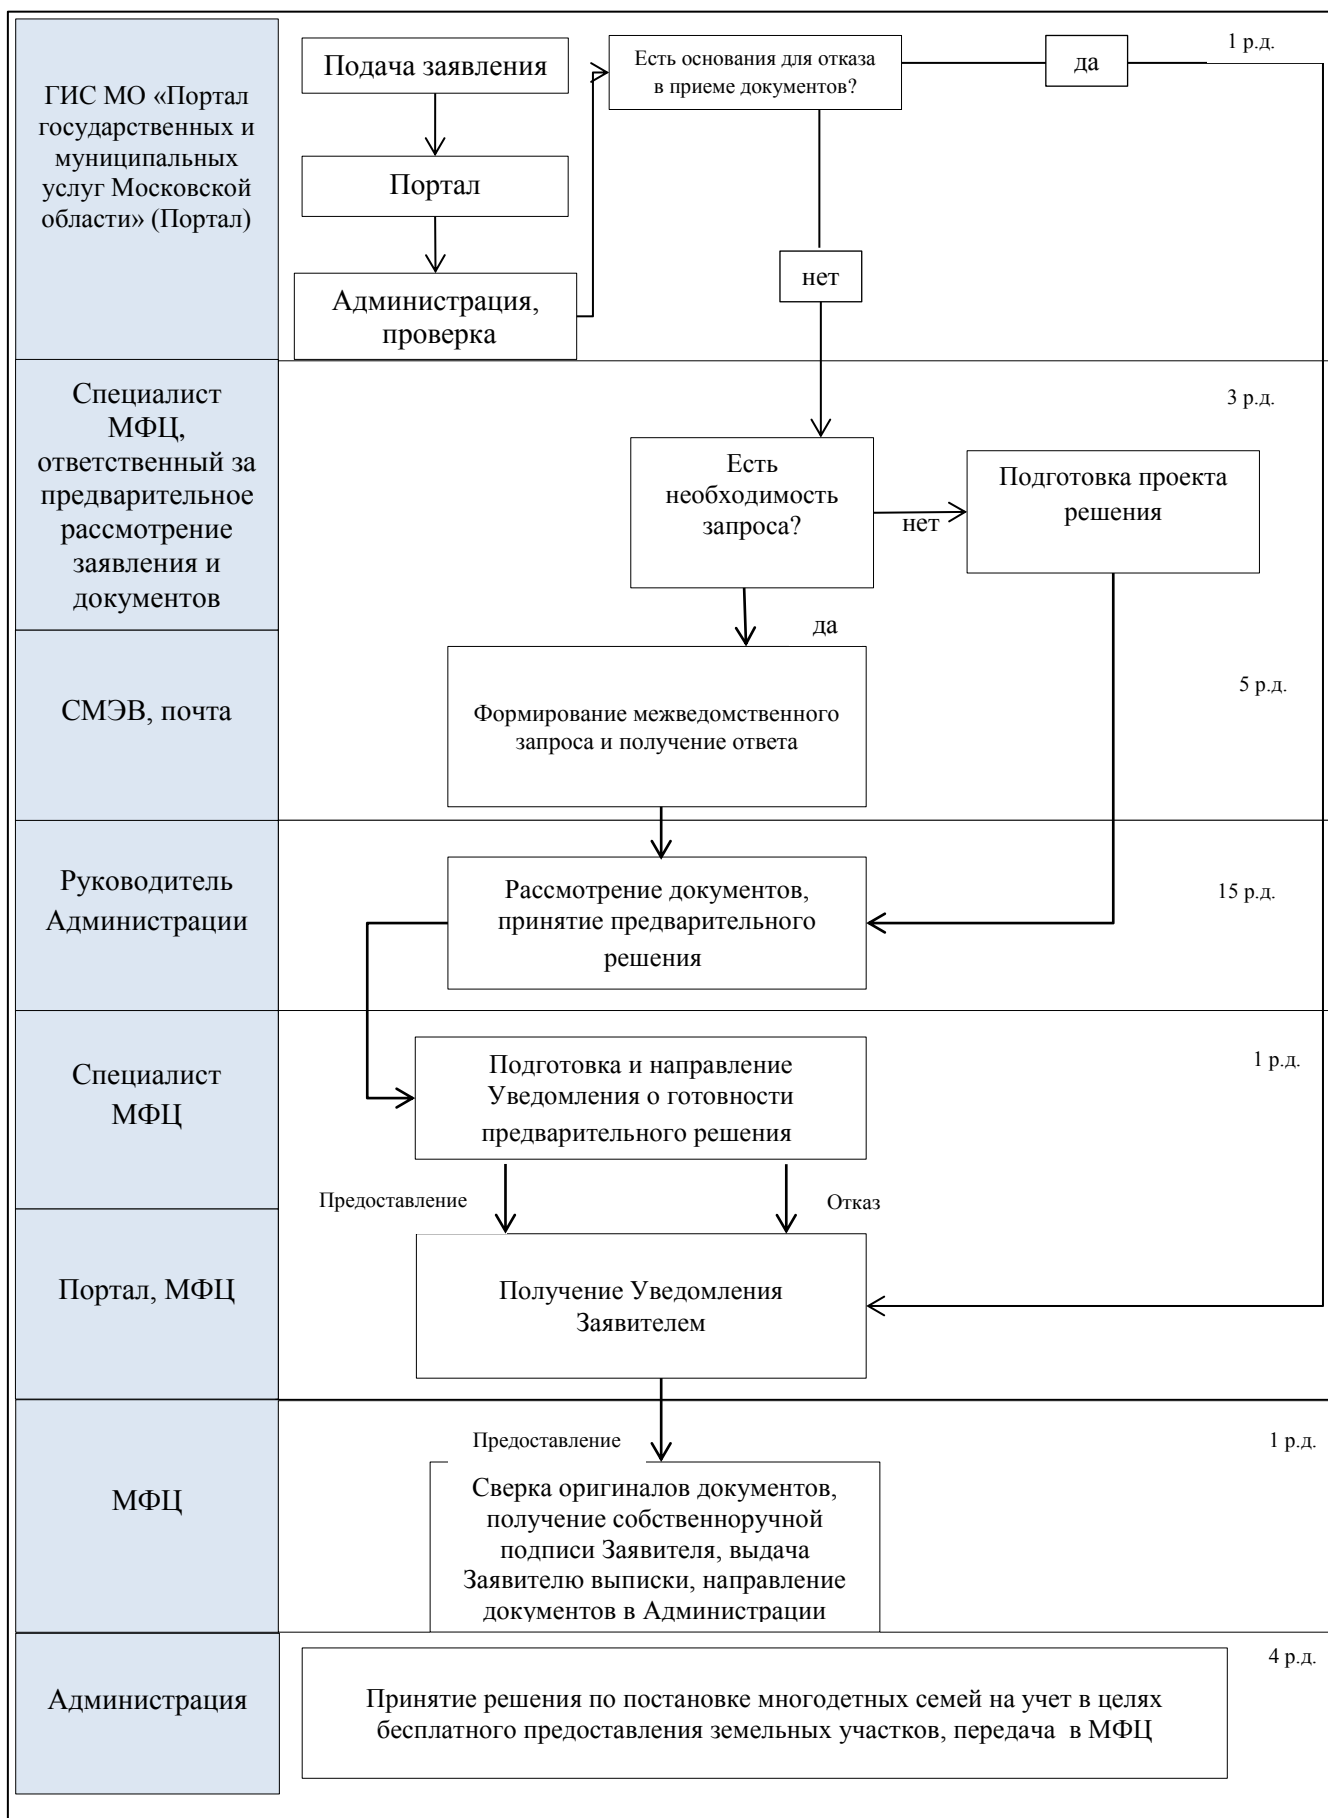 ГИС МО «Портал
государственных и
муниципальных
услуг Московской
области» (Портал)
Подача заявления
Портал
Администрация,
проверка
Есть основания для отказа
в приеме документов?
да
1 р.д.
нет
Специалист
МФЦ,
ответственный за
предварительное
рассмотрение
заявления и
документов
3 р.д.
Есть
необходимость
запроса?
нет
Подготовка проекта
решения
да
СМЭВ, почта
5 р.д.
Формирование межведомственного
запроса и получение ответа
Руководитель
Администрации
Рассмотрение документов,
принятие предварительного
решения
15 р.д.
Специалист
МФЦ
Подготовка и направление
Уведомления о готовности
предварительного решения
1 р.д.
Предоставление
Отказ
Портал, МФЦ
Получение Уведомления
Заявителем
МФЦ
Предоставление
1 р.д.
Сверка оригиналов документов,
получение собственноручной
подписи Заявителя, выдача
Заявителю выписки, направление
документов в Администрации
Администрация
4 р.д.
Принятие решения по постановке многодетных семей на учет в целях
бесплатного предоставления земельных участков, передача в МФЦ